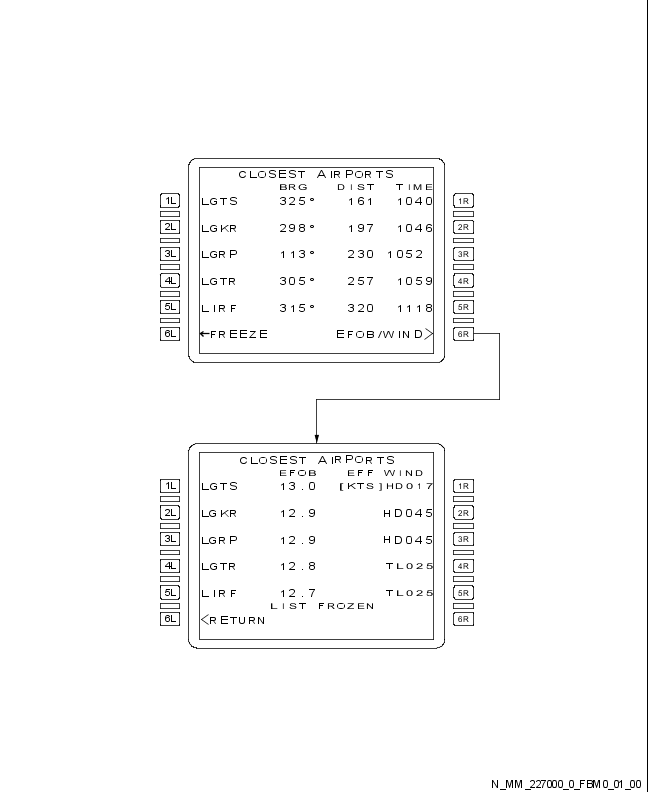 CLOSEST AIRPORTS
BRG DIST TIME
1L LGTS 325° 161 1040 1R
2L LGKR 298° 197 1046 2R
3L LGRP 113° 230 1052 3R
4L LGTR 305° 257 1059 4R
5L LIRF 315° 320 1118 5R
6L ←FREEZE EFOB/WIND> 6R
CLOSEST AIRPORTS
EFOB EFF WIND
1L LGTS 13.0 [KTS]HD017 1R
2L LGKR 12.9 HD045 2R
3L LGRP 12.9 HD045 3R
4L LGTR 12.8 TL025 4R
5L LIRF 12.7 TL025 5R
LIST FROZEN
6L <RETURN 6R
N_MM_227000_0_FBM0_01_00